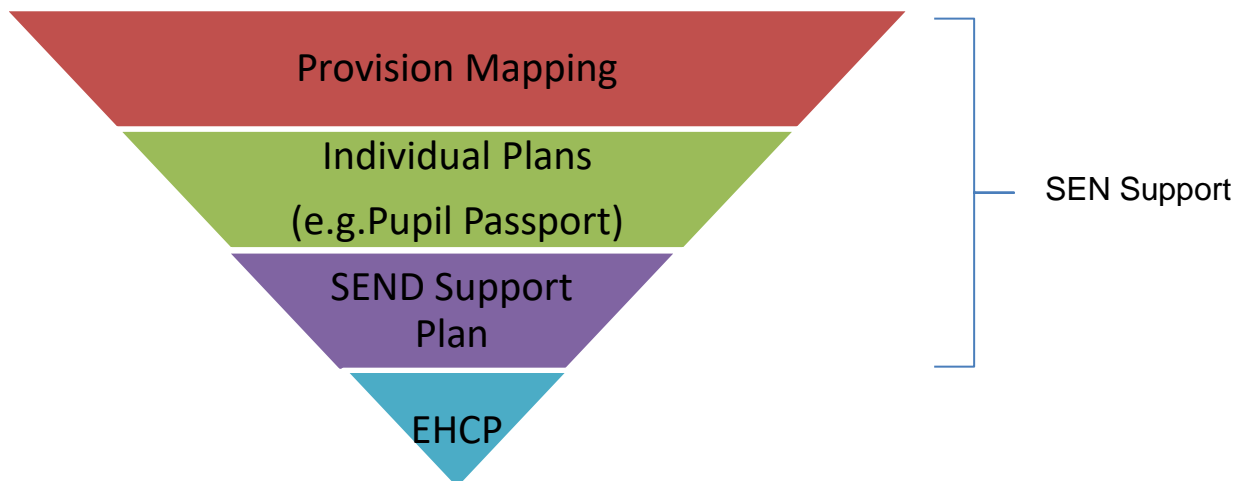 Provision Mapping
Individual Plans
(e.g.Pupil Passport)
SEN Support
SEND Support
Plan
EHCP